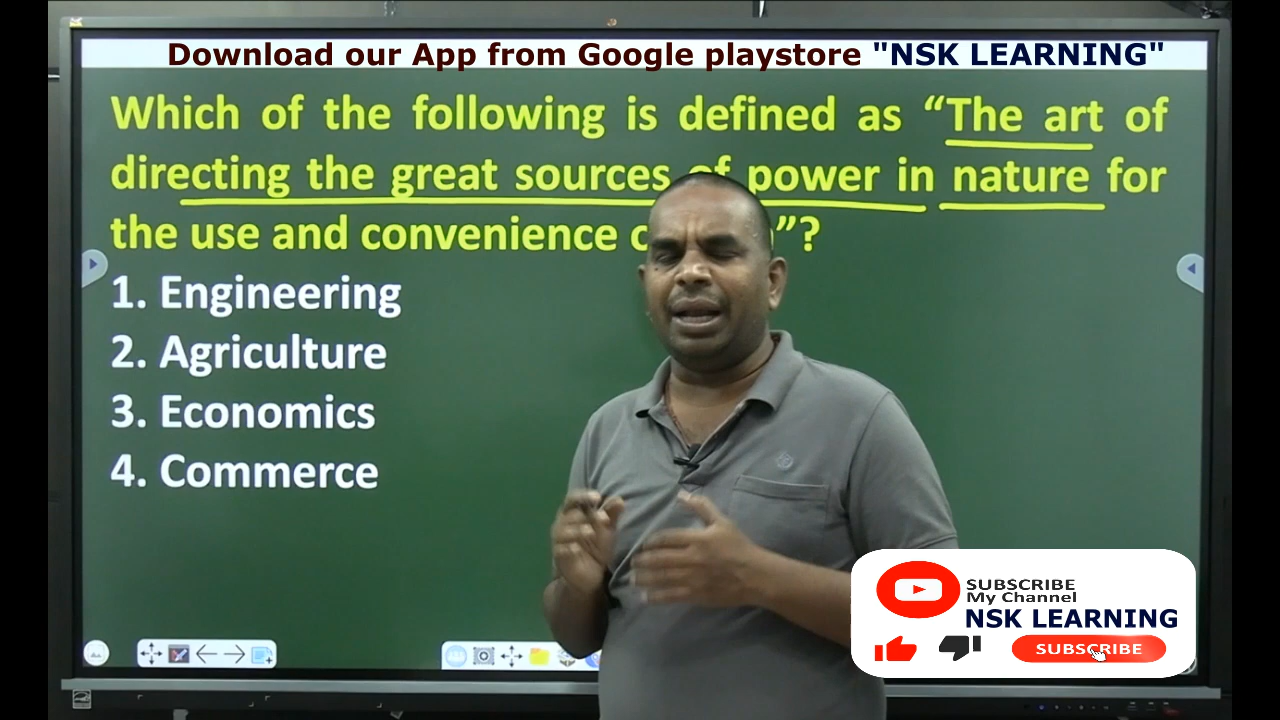 Download our App from Google playstore "NSK LEARNING"
Which of the following is defined as “The art of
directing the great sources of power in nature for
the use and convenience ”?
1. Engineering
2. Agriculture
3. Economics
4. Commerce
SUBSCRIBE
My Channel
NSK LEARNING
SUBSCRIBE